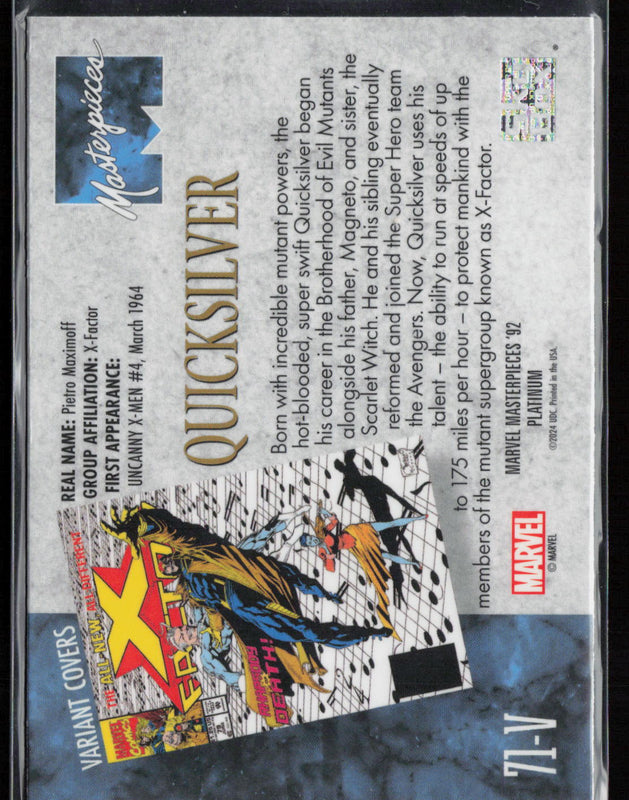 VARIANT COVERS
THE ALL-NEW, ALL-DIFFERENT
X
FACTOR
MARVEL
COMICS
78
RHAPSODY
DEATH!
REAL NAME: Pietro Maximoff
GROUP AFFILIATION: X-Factor
FIRST APPEARANCE:
UNCANNY X-MEN #4, March 1964
Masterpieces
QUICKSILVER
Born with incredible mutant powers, the
hot-blooded, super swift Quicksilver began
his career in the Brotherhood of Evil Mutants
alongside his father, Magneto, and sister, the
Scarlet Witch. He and his sibling eventually
reformed and joined the Super Hero team
the Avengers. Now, Quicksilver uses his
talent – the ability to run at speeds of up
to 175 miles per hour – to protect mankind with the
members of the mutant supergroup known as X-Factor.
71-V
MARVEL
© MARVEL
MARVEL MASTERPIECES '92
PLATINUM
©2024 UDC. Printed in the USA.
®